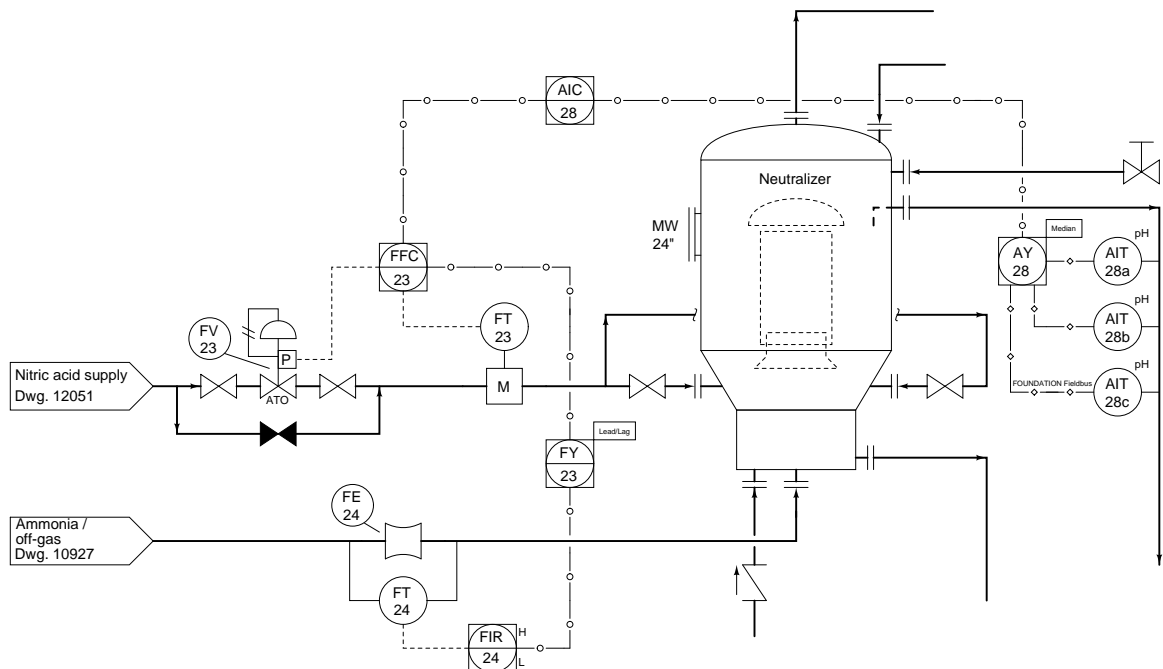 AIC
28
Neutralizer
MW
24"
FFC
23
AY
28
Median
pH
AIT
28a
pH
AIT
28b
pH
AIT
28c
FOUNDATION Fieldbus
FV
23
P
FT
23
Nitric acid supply
Dwg. 12051
ATO
M
FY
23
Lead/Lag
FE
24
Ammonia /
off-gas
Dwg. 10927
FT
24
FIR
24
H
L